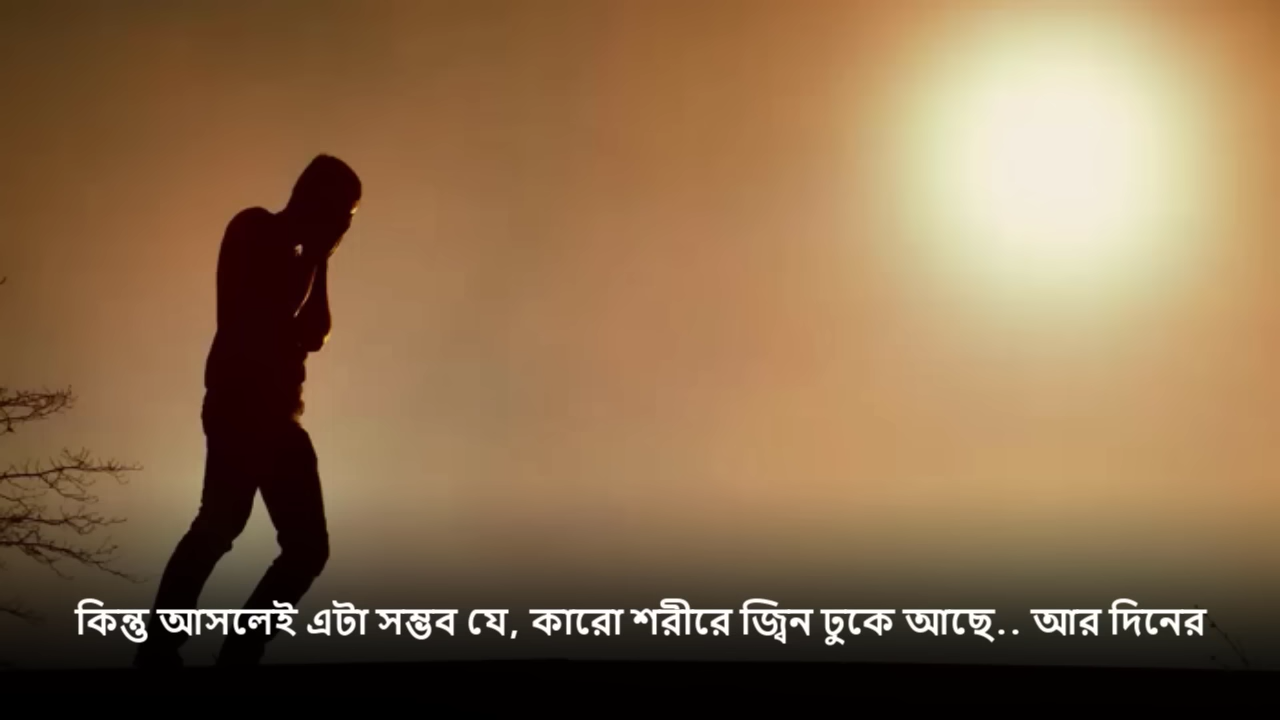 কিন্তু আসলেই এটা সম্ভব যে, কারো শরীরে জ্বিন ঢুকে আছে.. আর দিনের